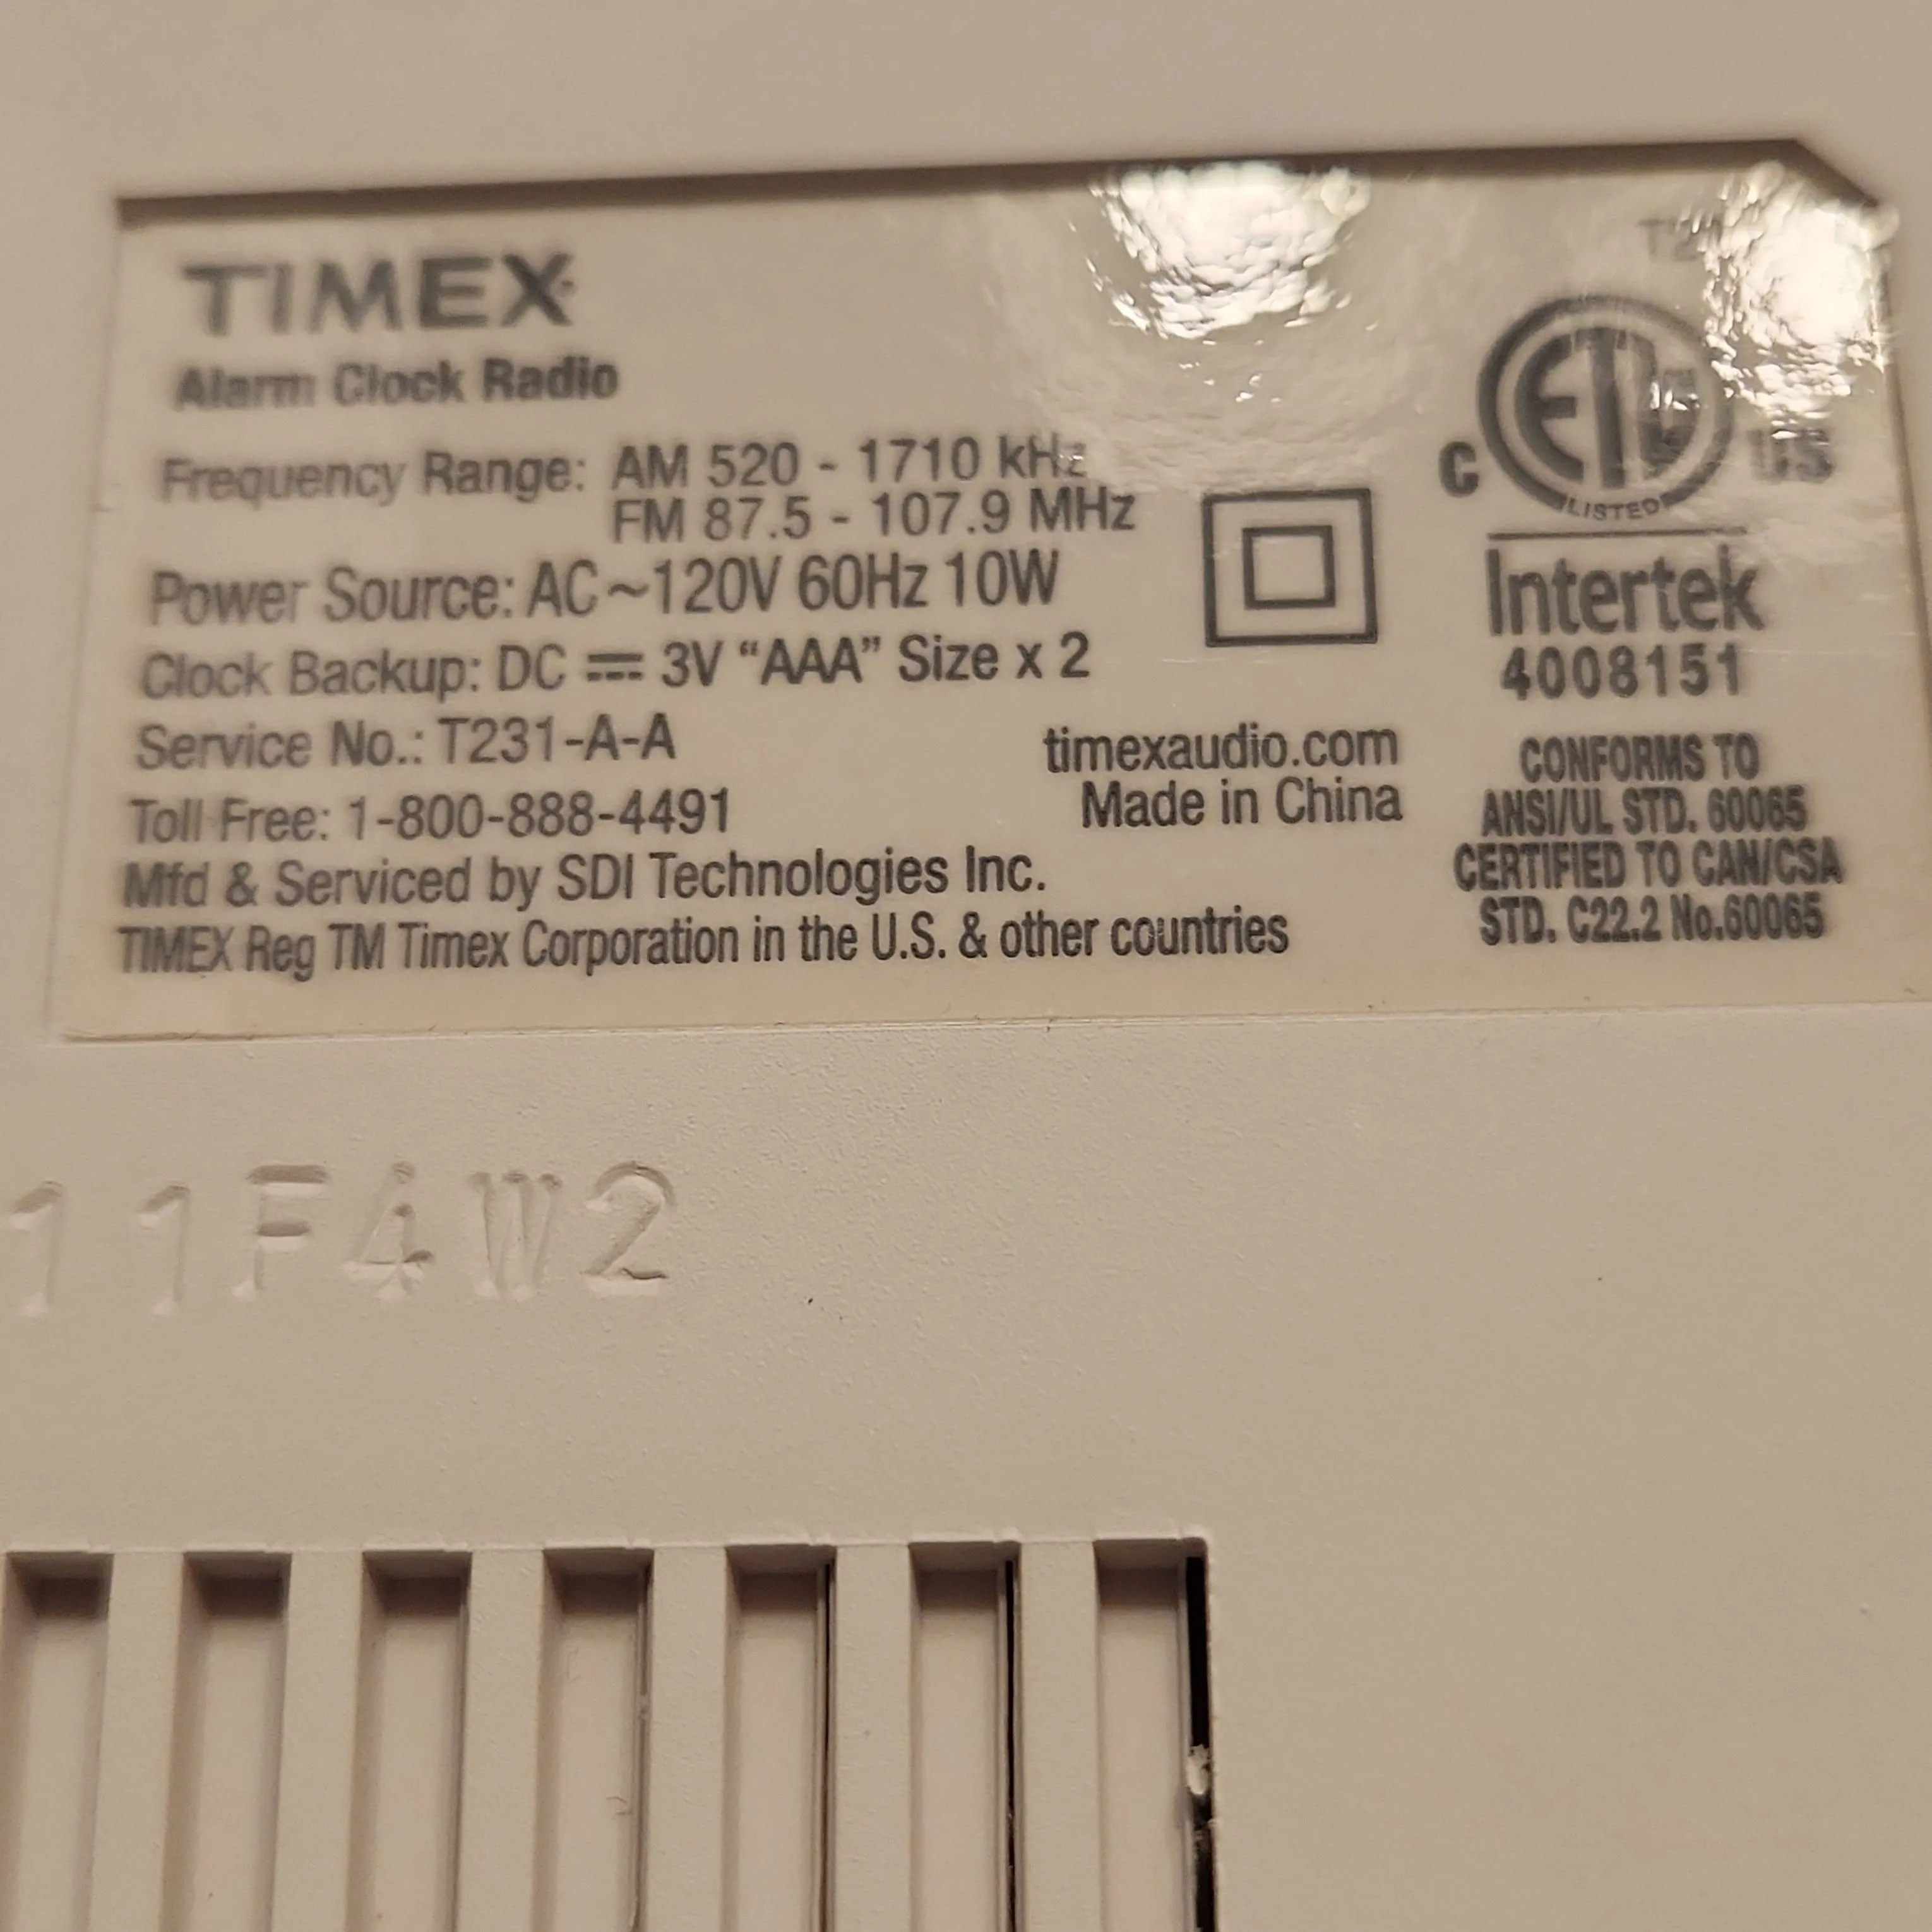 TIMEX
Alarm Clock Radio
Frequency Range: AM 520 - 1710 kHz
FM 87.5 - 107.9 MHz
Power Source: AC~120V 60Hz 10W
Clock Backup: DC ⎓ 3V “AAA” Size x 2
Service No.: T231-A-A
Toll Free: 1-800-888-4491
Mfd & Serviced by SDI Technologies Inc.
TIMEX Reg TM Timex Corporation in the U.S. & other countries
timexaudio.com
Made in China
C ETL US
LISTED
Intertek
4008151
CONFORMS TO
ANSI/UL STD. 60065
CERTIFIED TO CAN/CSA
STD. C22.2 No.60065
11F4W2